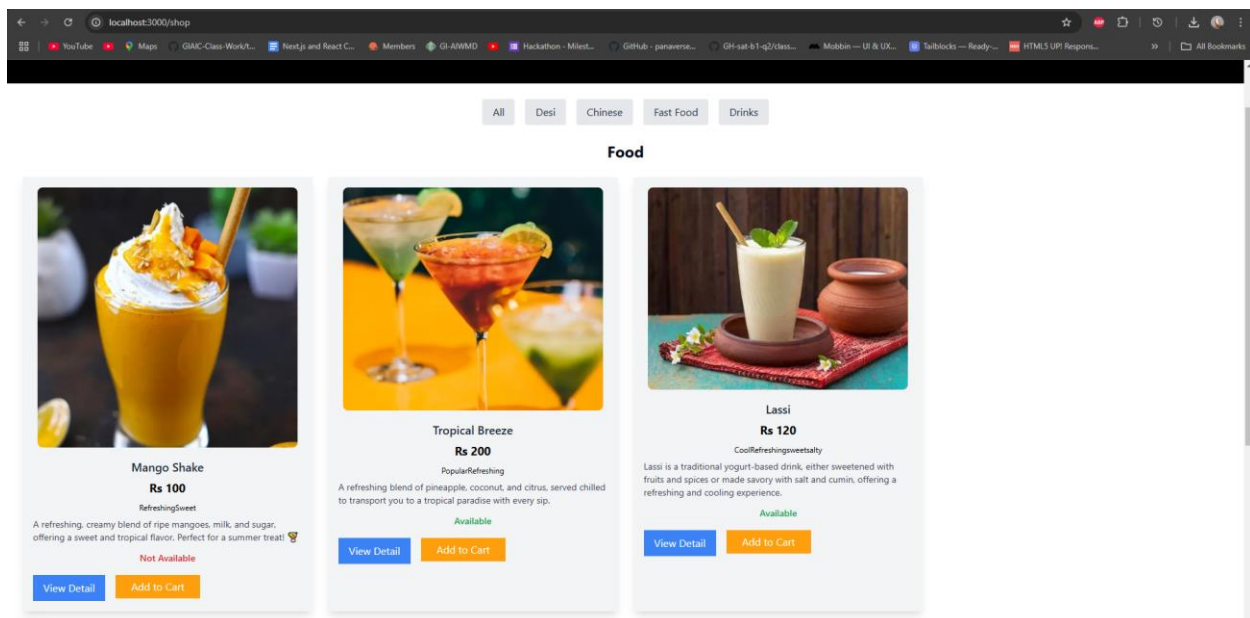 localhost:3000/shop
YouTube Maps GIAIC-Class-Work/t... Next.js and React C... Members GI-AIWMD Hackathon - Milest... GitHub - panaverse... GH-sat-b1-q2/class... Mobbin — UI & UX... Tailblocks — Ready-... HTML5 UP! Respons... » All Bookmarks
All Desi Chinese Fast Food Drinks
Food
Mango Shake
Rs 100
RefreshingSweet
A refreshing, creamy blend of ripe mangoes, milk, and sugar,
offering a sweet and tropical flavor. Perfect for a summer treat! 🍹
Not Available
View Detail Add to Cart
Tropical Breeze
Rs 200
PopularRefreshing
A refreshing blend of pineapple, coconut, and citrus, served chilled
to transport you to a tropical paradise with every sip.
Available
View Detail Add to Cart
Lassi
Rs 120
CoolRefreshingsweetsalty
Lassi is a traditional yogurt-based drink, either sweetened with
fruits and spices or made savory with salt and cumin, offering a
refreshing and cooling experience.
Available
View Detail Add to Cart